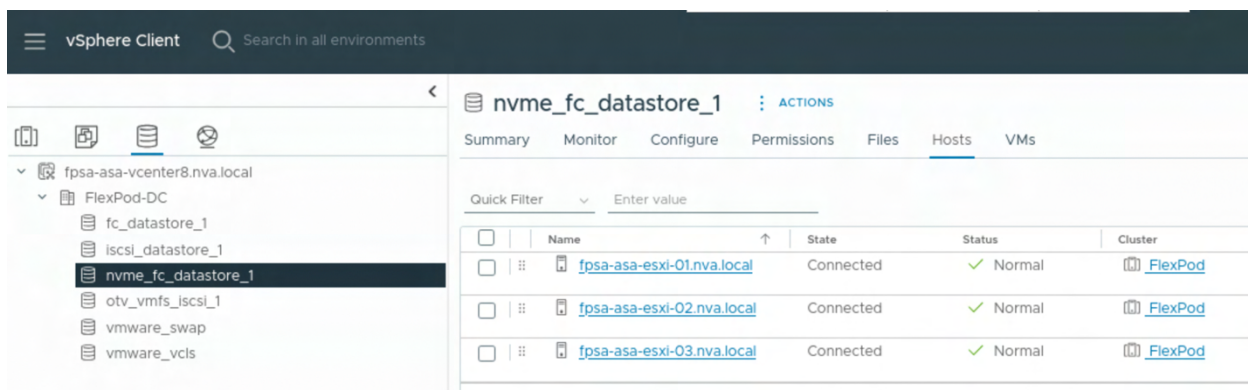 vSphere Client Search in all environments
nvme_fc_datastore_1 ACTIONS
Summary Monitor Configure Permissions Files Hosts VMs
fpsa-asa-vcenter8.nva.local
FlexPod-DC
fc_datastore_1
iscsi_datastore_1
nvme_fc_datastore_1
otv_vmfs_iscsi_1
vmware_swap
vmware_vcls
Quick Filter Enter value
Name State Status Cluster
fpsa-asa-esxi-01.nva.local Connected Normal FlexPod
fpsa-asa-esxi-02.nva.local Connected Normal FlexPod
fpsa-asa-esxi-03.nva.local Connected Normal FlexPod